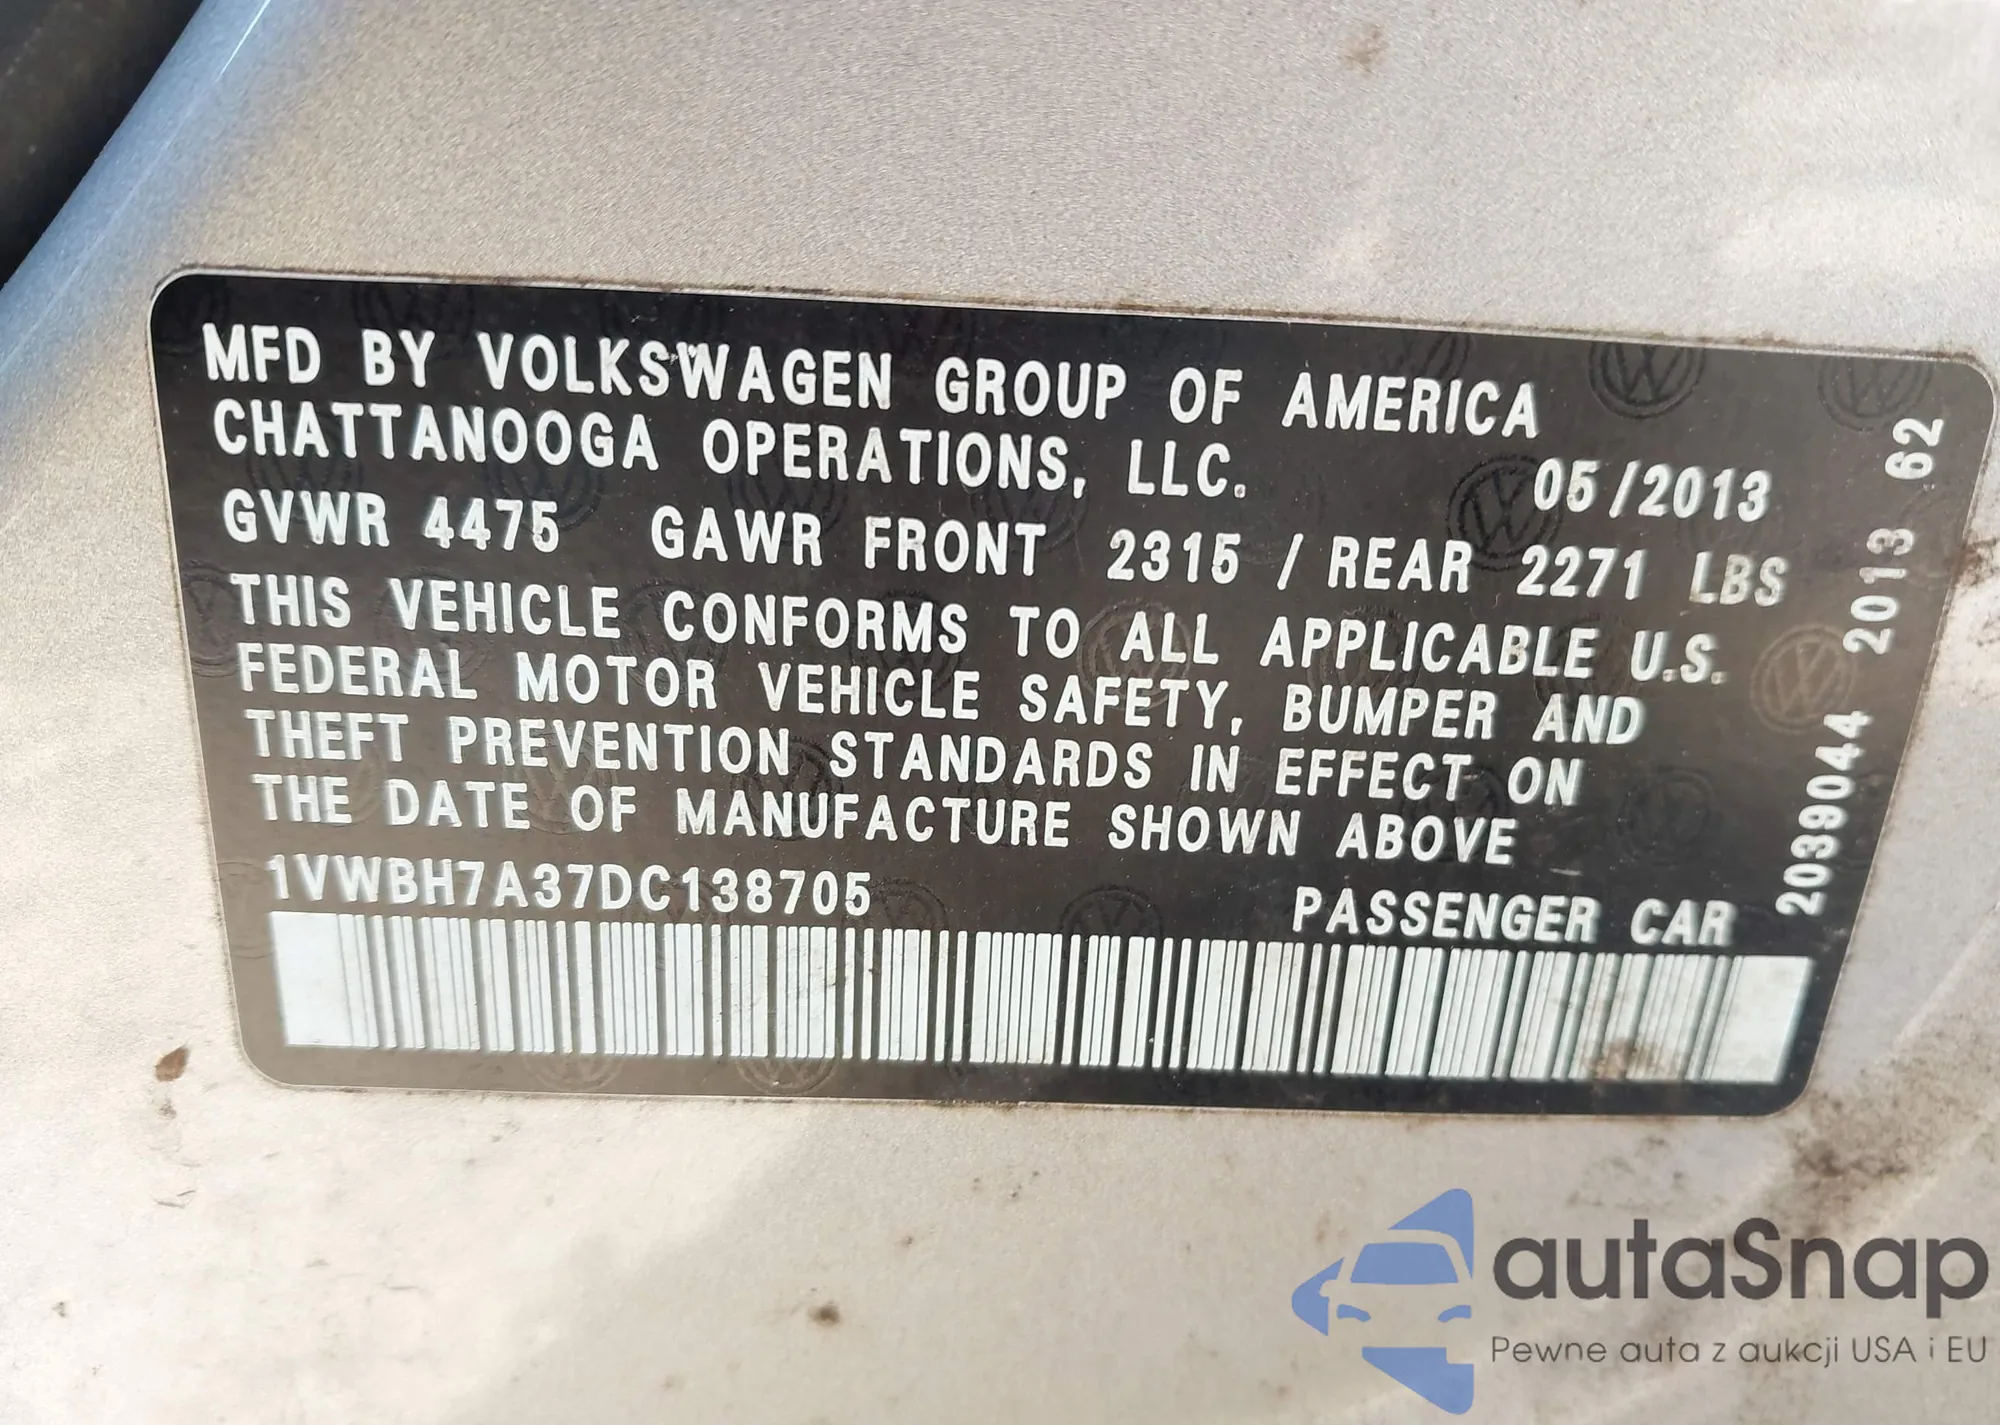 MFD BY VOLKSWAGEN GROUP OF AMERICA
CHATTANOOGA OPERATIONS, LLC. 05/2013
GVWR 4475 GAWR FRONT 2315 / REAR 2271 LBS
THIS VEHICLE CONFORMS TO ALL APPLICABLE U.S.
FEDERAL MOTOR VEHICLE SAFETY, BUMPER AND
THEFT PREVENTION STANDARDS IN EFFECT ON
THE DATE OF MANUFACTURE SHOWN ABOVE
1VWBH7A37DC138705 PASSENGER CAR
2039044 2013 62
autaSnap
Pewne auta z aukcji USA i EU